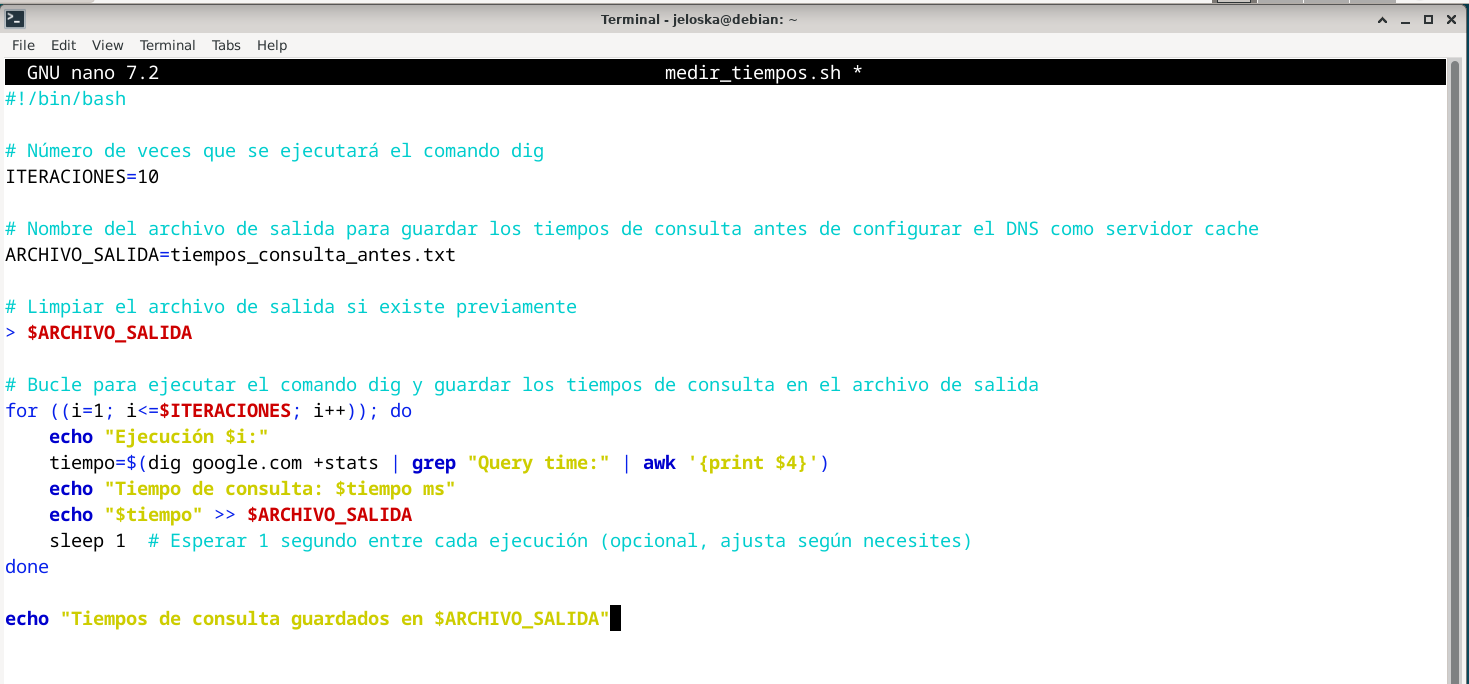 Terminal - jeloska@debian: ~
File Edit View Terminal Tabs Help
GNU nano 7.2 medir_tiempos.sh *
#!/bin/bash
# Número de veces que se ejecutará el comando dig
ITERACIONES=10
# Nombre del archivo de salida para guardar los tiempos de consulta antes de configurar el DNS como servidor cache
ARCHIVO_SALIDA=tiempos_consulta_antes.txt
# Limpiar el archivo de salida si existe previamente
> $ARCHIVO_SALIDA
# Bucle para ejecutar el comando dig y guardar los tiempos de consulta en el archivo de salida
for ((i=1; i<=$ITERACIONES; i++)); do
    echo "Ejecución $i:"
    tiempo=$(dig google.com +stats | grep "Query time:" | awk '{print $4}')
    echo "Tiempo de consulta: $tiempo ms"
    echo "$tiempo" >> $ARCHIVO_SALIDA
    sleep 1  # Esperar 1 segundo entre cada ejecución (opcional, ajusta según necesites)
done
echo "Tiempos de consulta guardados en $ARCHIVO_SALIDA"